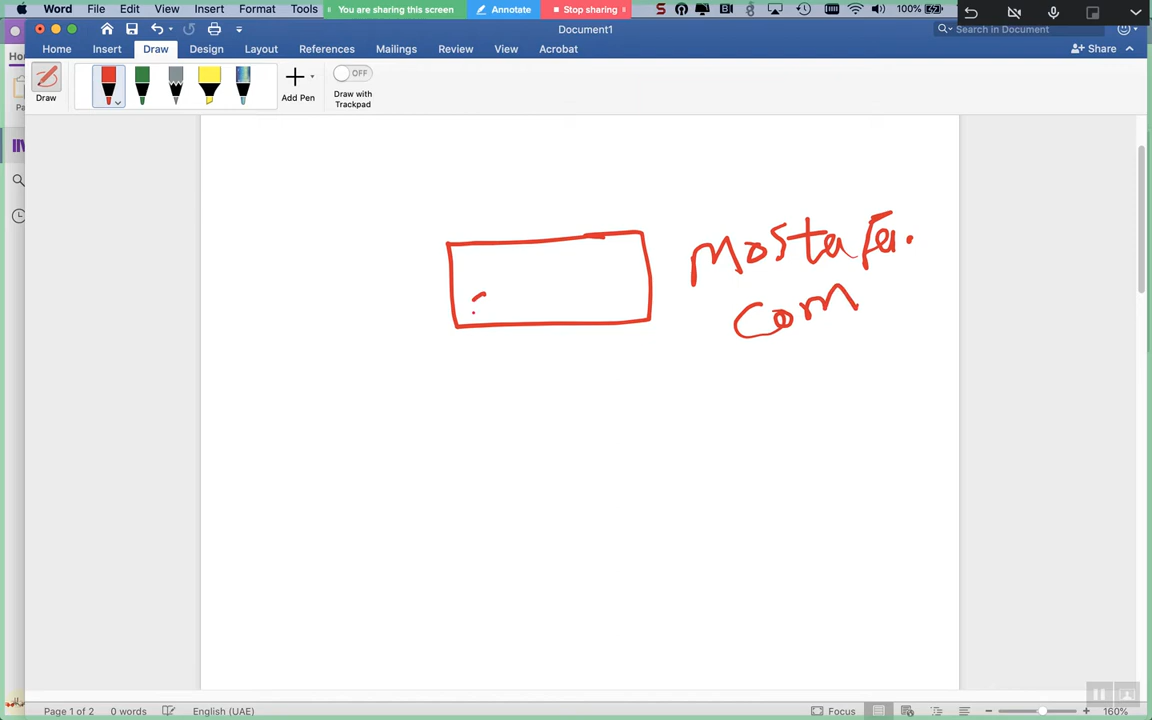 Word File Edit View Insert Format Tools You are sharing this screen Annotate Stop sharing 100%
Document1
Search in Document
Home Insert Draw Design Layout References Mailings Review View Acrobat Share
OFF
Draw Add Pen Draw with
Trackpad
Mostafa.
com
Page 1 of 2 0 words English (UAE) Focus 160%